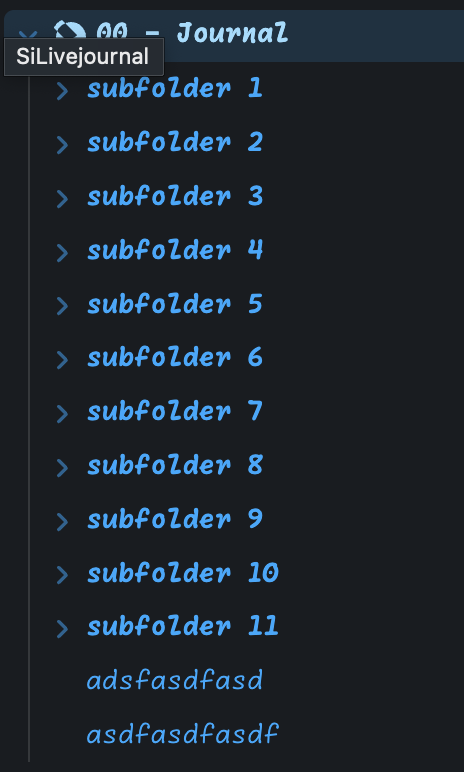 00 - Journal
SiLivejournal
subfolder 1
subfolder 2
subfolder 3
subfolder 4
subfolder 5
subfolder 6
subfolder 7
subfolder 8
subfolder 9
subfolder 10
subfolder 11
adsfasdfasd
asdfasdfasdf